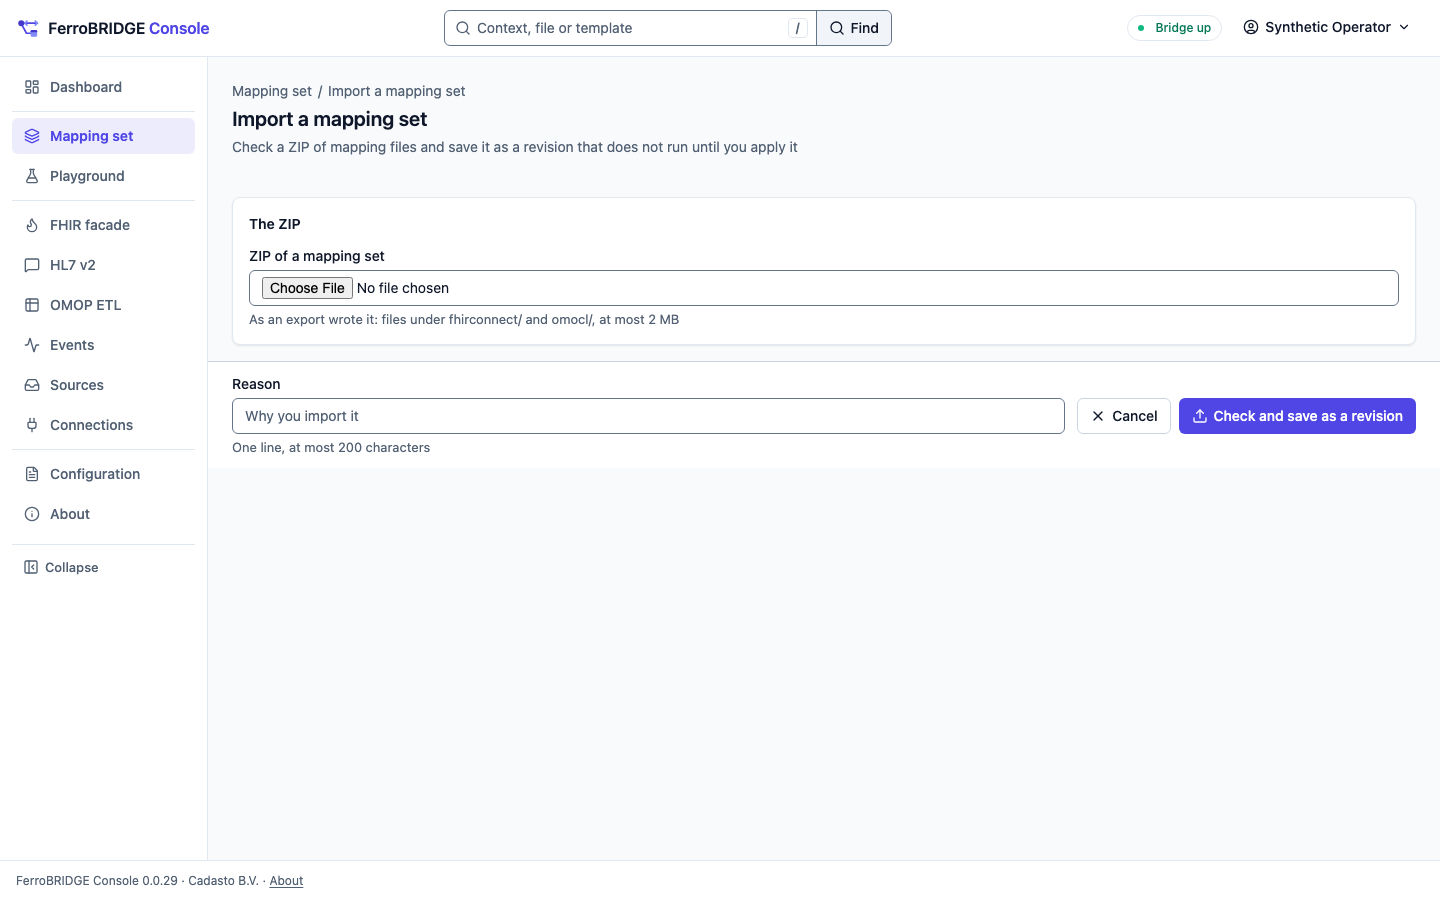 FerroBRIDGE Console
Context, file or template
/
Find
Bridge up
Synthetic Operator
Dashboard
Mapping set
Playground
FHIR facade
HL7 v2
OMOP ETL
Events
Sources
Connections
Configuration
About
Collapse
Mapping set / Import a mapping set
Import a mapping set
Check a ZIP of mapping files and save it as a revision that does not run until you apply it
The ZIP
ZIP of a mapping set
Choose File No file chosen
As an export wrote it: files under fhirconnect/ and omocl/, at most 2 MB
Reason
Why you import it
Cancel
Check and save as a revision
One line, at most 200 characters
FerroBRIDGE Console 0.0.29 · Cadasto B.V. · About